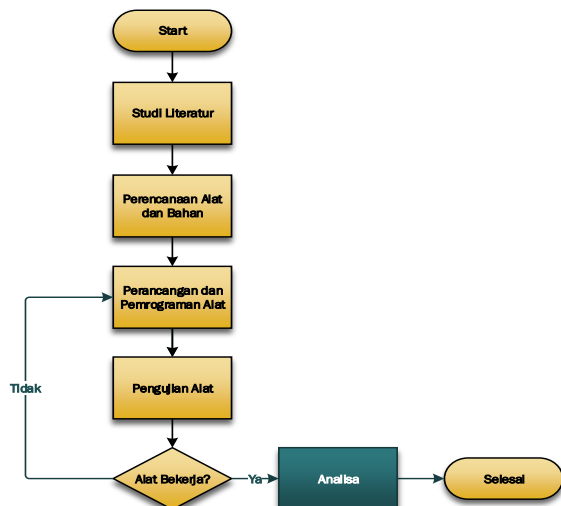 Start
Studi Literatur
Perencanaan Alat
dan Bahan
Perancangan dan
Pemrograman Alat
Pengujian Alat
Tidak
Alat Bekerja?
Ya
Analisa
Selesai